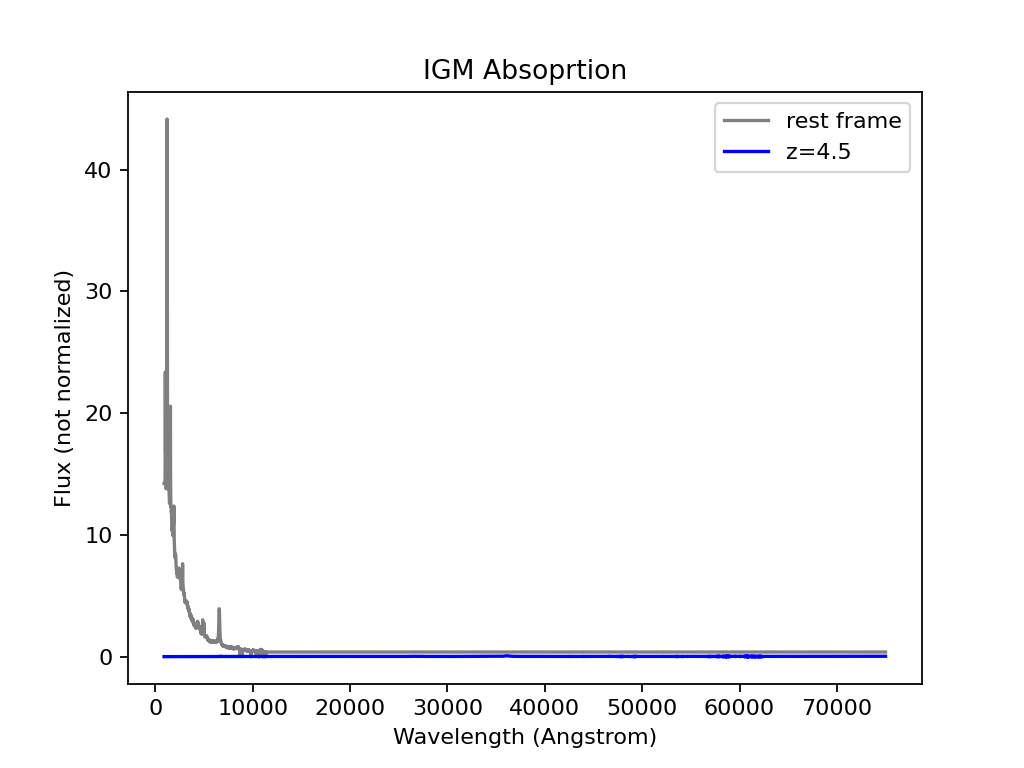 IGM Absoprtion
rest frame
z=4.5
Flux (not normalized)
40
30
20
10
0
0 10000 20000 30000 40000 50000 60000 70000
Wavelength (Angstrom)